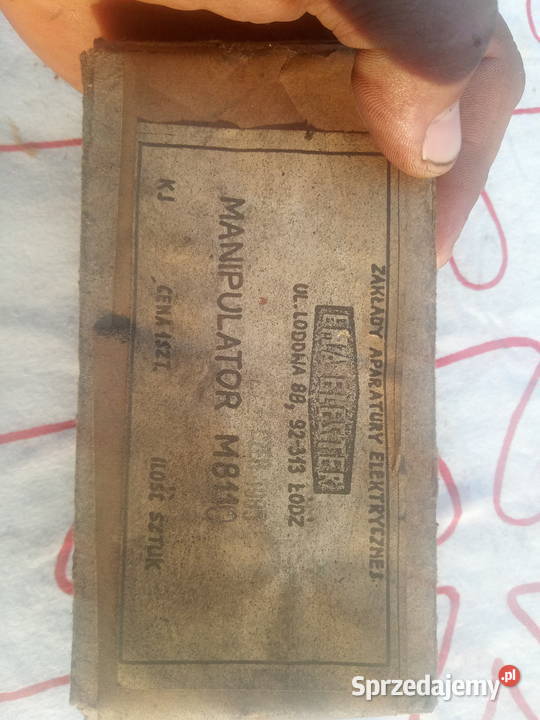 ZAKŁADY APARATURY ELEKTRYCZNEJ
EMA ELESTER
UL. LODOWA 88, 92-313 ŁÓDŹ
MANIPULATOR M8110
KJ CENA 1SZT. ILOŚĆ SZTUK
Sprzedajemy.pl